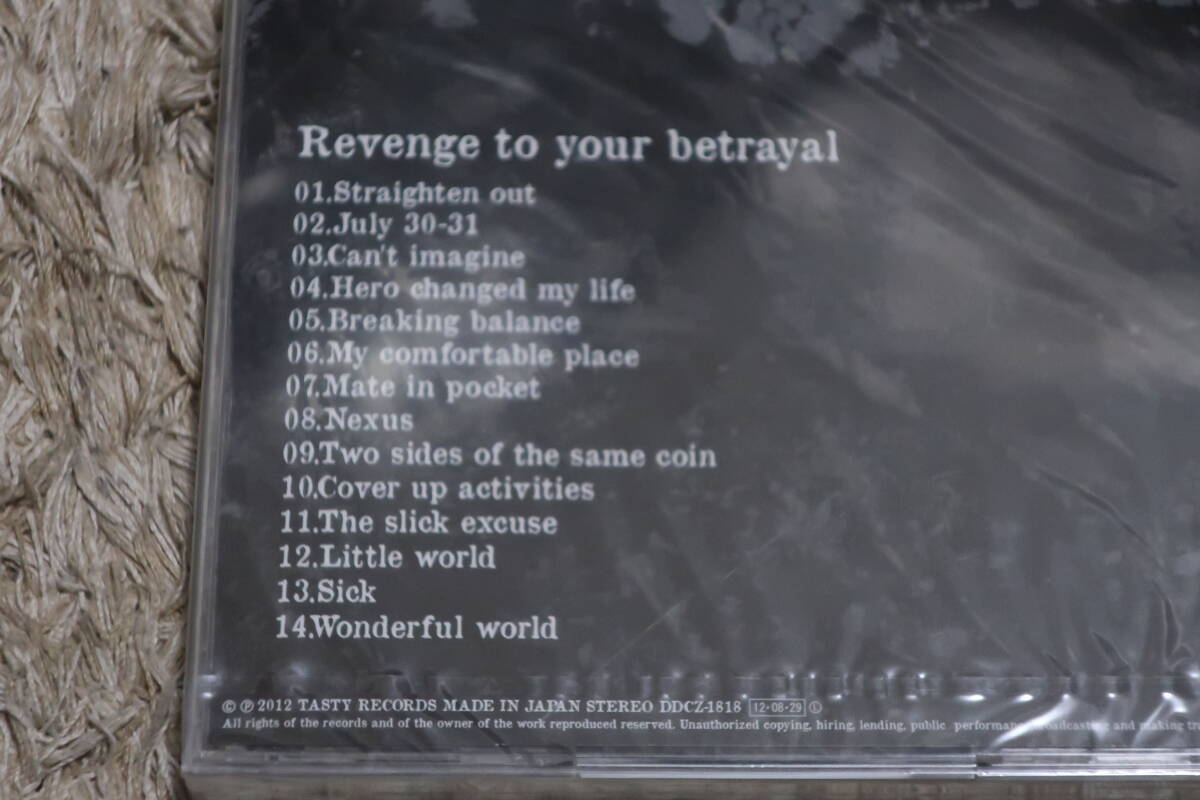 Revenge to your betrayal
01.Straighten out
02.July 30-31
03.Can't imagine
04.Hero changed my life
05.Breaking balance
06.My comfortable place
07.Mate in pocket
08.Nexus
09.Two sides of the same coin
10.Cover up activities
11.The slick excuse
12.Little world
13.Sick
14.Wonderful world
© ℗ 2012 TASTY RECORDS MADE IN JAPAN STEREO DDCZ-1818 12·08·29 Ⓛ
All rights of the records and of the owner of the work reproduced reserved. Unauthorized copying, hiring, lending, public performance broadcasting and making